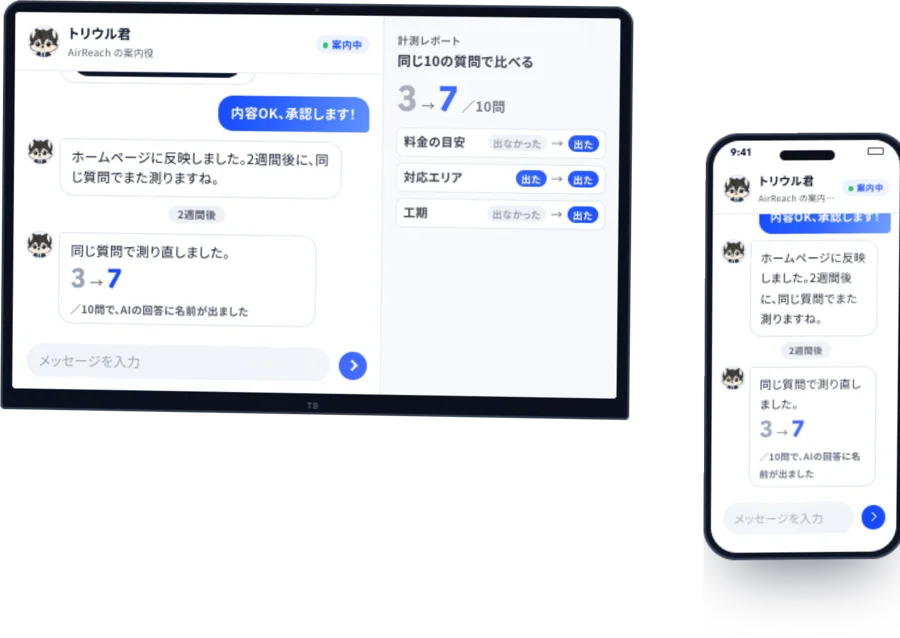 トリウル君
AirReach の案内役
案内中
内容OK、承認します!
ホームページに反映しました。2週間後に、同
じ質問でまた測りますね。
2週間後
同じ質問で測り直しました。
3→7
／10問で、AIの回答に名前が出ました
メッセージを入力
計測レポート
同じ10の質問で比べる
3→7／10問
料金の目安 出なかった → 出た
対応エリア 出た → 出た
工期 出なかった → 出た
T8
9:41
トリウル君
AirReach の案内…
案内中
内容OK、承認します!
ホームページに反映
しました。2週間後
に、同じ質問でまた
測りますね。
2週間後
同じ質問で測り直し
ました。
3→7
／10問で、AIの回答に名
前が出ました
メッセージを入力